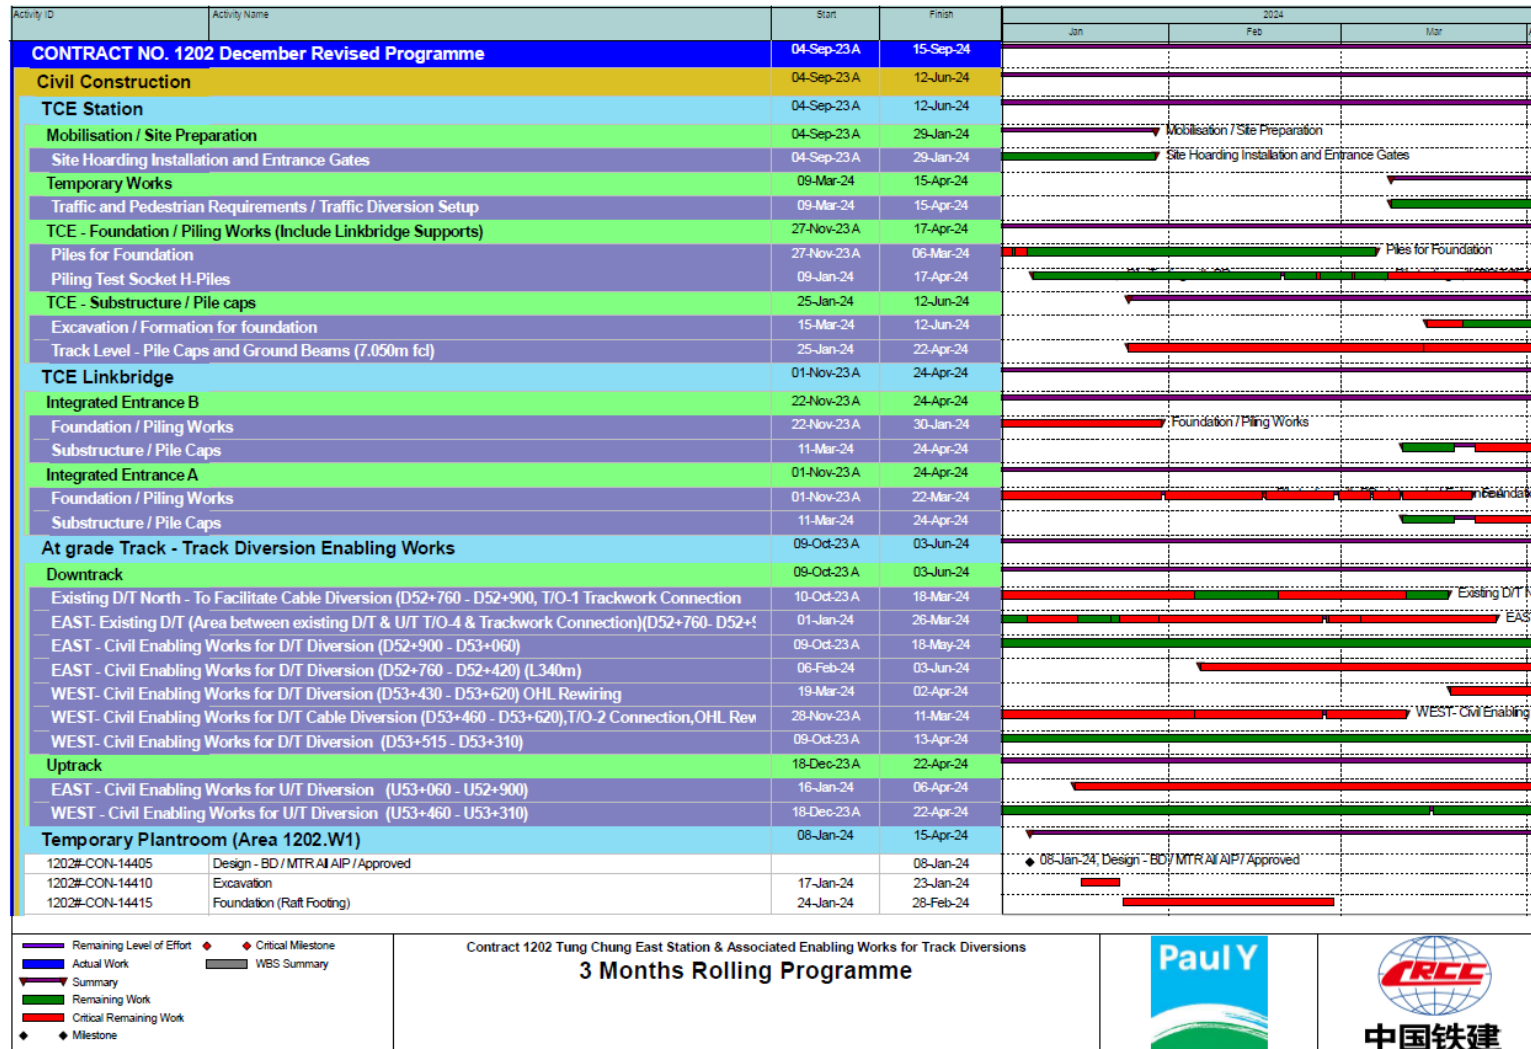 Activity ID Activity Name Start Finish 2024
Jan Feb Mar
CONTRACT NO. 1202 December Revised Programme 04-Sep-23 A 15-Sep-24
Civil Construction 04-Sep-23 A 12-Jun-24
TCE Station 04-Sep-23 A 12-Jun-24
Mobilisation / Site Preparation 04-Sep-23 A 29-Jan-24 Mobilisation / Site Preparation
Site Hoarding Installation and Entrance Gates 04-Sep-23 A 29-Jan-24 Site Hoarding Installation and Entrance Gates
Temporary Works 09-Mar-24 15-Apr-24
Traffic and Pedestrian Requirements / Traffic Diversion Setup 09-Mar-24 15-Apr-24
TCE - Foundation / Piling Works (Include Linkbridge Supports) 27-Nov-23 A 17-Apr-24
Piles for Foundation 27-Nov-23 A 06-Mar-24 Piles for Foundation
Piling Test Socket H-Piles 09-Jan-24 17-Apr-24
TCE - Substructure / Pile caps 25-Jan-24 12-Jun-24
Excavation / Formation for foundation 15-Mar-24 12-Jun-24
Track Level - Pile Caps and Ground Beams (7.050m fcl) 25-Jan-24 22-Apr-24
TCE Linkbridge 01-Nov-23 A 24-Apr-24
Integrated Entrance B 22-Nov-23 A 24-Apr-24
Foundation / Piling Works 22-Nov-23 A 30-Jan-24 Foundation / Piling Works
Substructure / Pile Caps 11-Mar-24 24-Apr-24
Integrated Entrance A 01-Nov-23 A 24-Apr-24
Foundation / Piling Works 01-Nov-23 A 22-Mar-24
Substructure / Pile Caps 11-Mar-24 24-Apr-24
At grade Track - Track Diversion Enabling Works 09-Oct-23 A 03-Jun-24
Downtrack 09-Oct-23 A 03-Jun-24
Existing D/T North - To Facilitate Cable Diversion (D52+760 - D52+900, T/O-1 Trackwork Connection 10-Oct-23 A 18-Mar-24 Existing D/T
EAST- Existing D/T (Area between existing D/T & U/T T/O-4 & Trackwork Connection)(D52+760- D52+ 01-Jan-24 26-Mar-24 EAS
EAST - Civil Enabling Works for D/T Diversion (D52+900 - D53+060) 09-Oct-23 A 18-May-24
EAST - Civil Enabling Works for D/T Diversion (D52+760 - D52+420) (L340m) 06-Feb-24 03-Jun-24
WEST- Civil Enabling Works for D/T Diversion (D53+430 - D53+620) OHL Rewiring 19-Mar-24 02-Apr-24
WEST- Civil Enabling Works for D/T Cable Diversion (D53+460 - D53+620),T/O-2 Connection,OHL Rew 28-Nov-23 A 11-Mar-24 WEST- Civil Enabling
WEST- Civil Enabling Works for D/T Diversion (D53+515 - D53+310) 09-Oct-23 A 13-Apr-24
Uptrack 18-Dec-23 A 22-Apr-24
EAST - Civil Enabling Works for U/T Diversion (U53+060 - U52+900) 16-Jan-24 06-Apr-24
WEST - Civil Enabling Works for U/T Diversion (U53+460 - U53+310) 18-Dec-23 A 22-Apr-24
Temporary Plantroom (Area 1202.W1) 08-Jan-24 15-Apr-24
1202#-CON-14405 Design - BD / MTR AI AIP / Approved 08-Jan-24 08-Jan-24, Design - BD / MTR AI AIP / Approved
1202#-CON-14410 Excavation 17-Jan-24 23-Jan-24
1202#-CON-14415 Foundation (Raft Footing) 24-Jan-24 28-Feb-24
Remaining Level of Effort Critical Milestone
Actual Work WBS Summary
Summary
Remaining Work
Critical Remaining Work
Milestone
Contract 1202 Tung Chung East Station & Associated Enabling Works for Track Diversions
3 Months Rolling Programme
Paul Y
CRCC
中国铁建